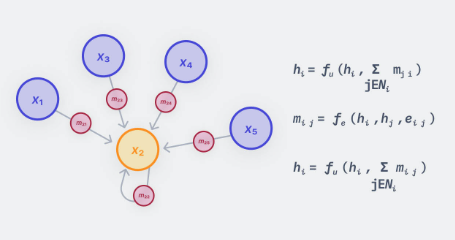 x₃
x₄
x₁
x₅
x₂
m₂₁
hᵢ = fᵤ (hᵢ , Σ mⱼᵢ)
jENᵢ
mᵢⱼ = fₑ (hᵢ , hⱼ , eᵢⱼ)
hᵢ = fᵤ (hᵢ , Σ mᵢⱼ)
jENᵢ